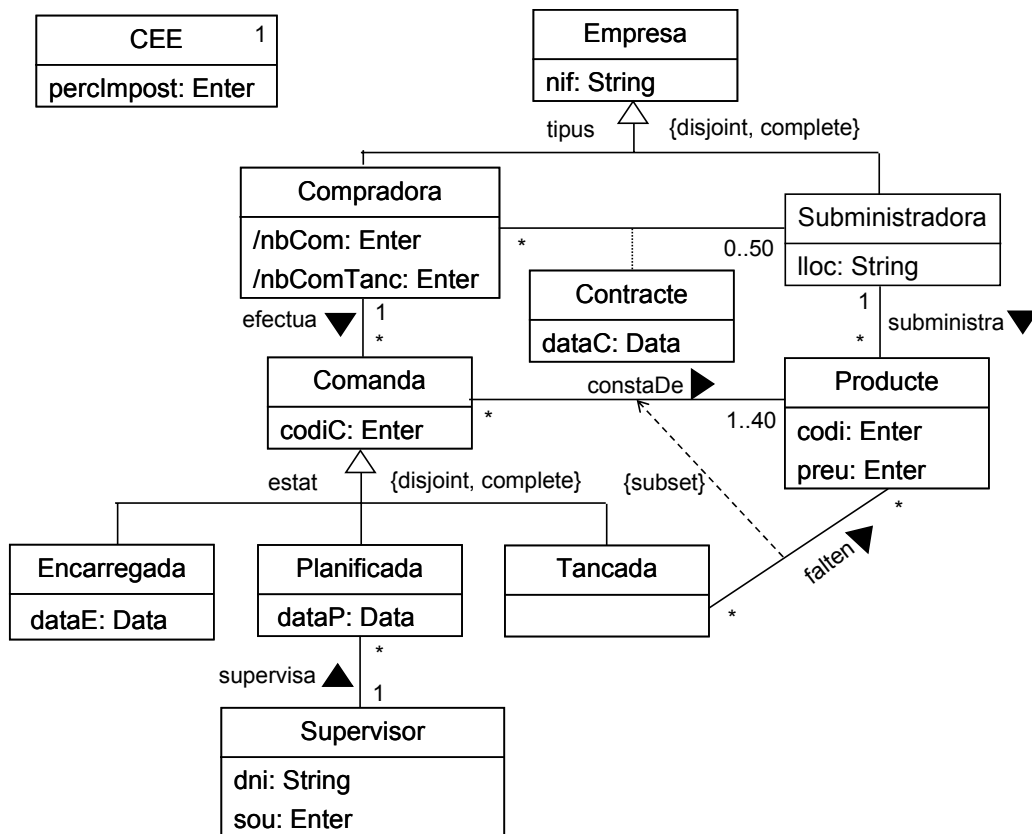 CEE 1
percImpost: Enter
Empresa
nif: String
tipus {disjoint, complete}
Compradora
/nbCom: Enter
/nbComTanc: Enter
* 0..50
Subministradora
lloc: String
Contracte
dataC: Data
efectua 1
*
1
subministra
*
Comanda
codiC: Enter
constaDe
* 1..40
Producte
codi: Enter
preu: Enter
estat {disjoint, complete}
{subset}
falten
*
*
Encarregada
dataE: Data
Planificada
dataP: Data
Tancada
supervisa *
1
Supervisor
dni: String
sou: Enter